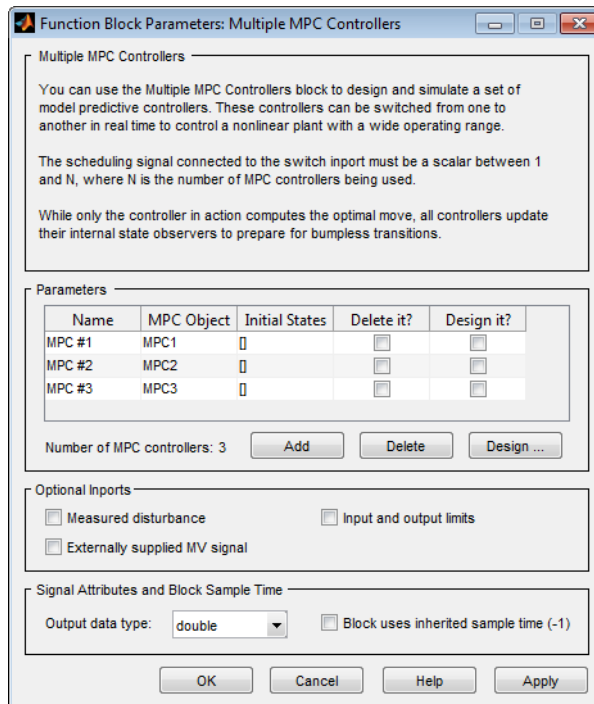 Function Block Parameters: Multiple MPC Controllers
Multiple MPC Controllers
You can use the Multiple MPC Controllers block to design and simulate a set of
model predictive controllers. These controllers can be switched from one to
another in real time to control a nonlinear plant with a wide operating range.
The scheduling signal connected to the switch inport must be a scalar between 1
and N, where N is the number of MPC controllers being used.
While only the controller in action computes the optimal move, all controllers update
their internal state observers to prepare for bumpless transitions.
Parameters
Name MPC Object Initial States Delete it? Design it?
MPC #1 MPC1 []
MPC #2 MPC2 []
MPC #3 MPC3 []
Number of MPC controllers: 3 Add Delete Design ...
Optional Inports
Measured disturbance Input and output limits
Externally supplied MV signal
Signal Attributes and Block Sample Time
Output data type: double Block uses inherited sample time (-1)
OK Cancel Help Apply